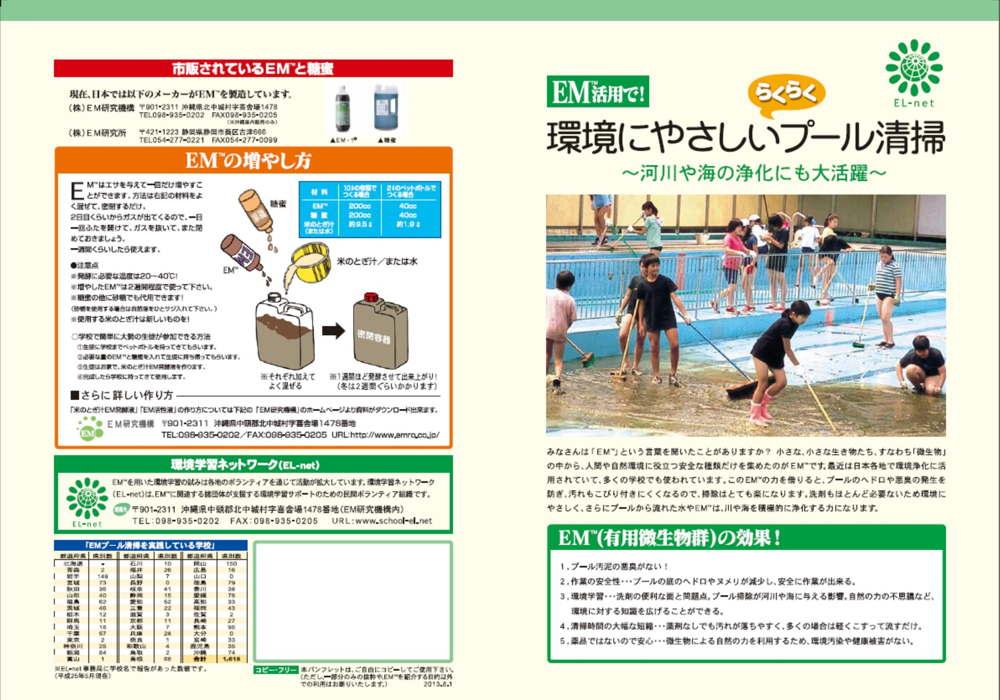 市販されているEM™と糖蜜
現在、日本では以下のメーカーがEM™を製造しています。
(株)EM研究機構 〒901-2311 沖縄県北中城村字喜舎場1478
TEL098-935-0202 FAX098-935-0205
(※沖縄県内販売のみ)
(株)EM研究所 〒421-1223 静岡県静岡市葵区吉津666
TEL054-277-0221 FAX054-277-0099
▲EM・1® ▲糖蜜
EM™の増やし方
EM™はエサを与えて一回だけ増やすこ
とができます。方法は右記の材料をよ
く混ぜて、密閉するだけ。
2日目くらいからガスが出てくるので、一日
一回ふたを開けて、ガスを抜いて、また閉
めておきましょう。
一週間くらいしたら使えます。
●注意点
※発酵に必要な温度は20〜40℃!
※増やしたEM™は2週間程度で使って下さい。
※糖蜜の他に砂糖でも代用できます!
(砂糖を使用する場合は自然塩をひとサジ入れて下さい。)
※使用する米のとぎ汁は新しいものを!
○学校で簡単に大勢の生徒が参加できる方法
①生徒に学校までペットボトルを持ってきてもらいます。
②必要な量のEM™と糖蜜を入れて生徒に持ち帰ってもらいます。
③生徒はお家で、米のとぎ汁EM発酵液を作ります。
④完成したら学校に持ってきて使用します。
糖蜜
糖蜜
EM
EM™
材料 10ℓの容器でつくる場合 2ℓのペットボトルでつくる場合
EM™ 200cc 40cc
糖蜜 200cc 40cc
米のとぎ汁(または水) 約9.5ℓ 約1.9ℓ
米のとぎ汁/または水
密閉容器
※それぞれ加えて
よく混ぜる
※1週間ほど発酵させて出来上がり!
(冬は2週間ぐらいかかります)
■さらに詳しい作り方
「米のとぎ汁EM発酵液」「EM活性液」の作り方については下記の「EM研究機構」のホームページより資料がダウンロード出来ます。
EM
EM研究機構 〒901-2311 沖縄県中頭郡北中城村字喜舎場1478番地
TEL:098-935-0202/FAX:098-935-0205 URL:http://www.emro.co.jp/
環境学習ネットワーク(EL-net)
EM™を用いた環境学習の試みは各地のボランティアを通じて活動が拡大しています。環境学習ネットワーク
(EL-net)は、EM™に関連する諸団体が支援する環境学習サポートのための民間ボランティア組織です。
連絡先 〒901-2311 沖縄県中頭郡北中城村字喜舎場1478番地(EM研究機構内)
TEL:098-935-0202 FAX:098-935-0205 URL:www.school-el.net
EL-net
「EMプール清掃を実践している学校」
都道府県 県別数 都道府県 県別数 都道府県 県別数
北海道 - 石川 10 岡山 150
青森 2 福井 26 広島 16
岩手 149 山梨 7 山口 0
宮城 73 長野 0 徳島 79
秋田 36 岐阜 41 香川 38
山形 40 静岡 15 愛媛 78
福島 62 愛知 52 高知 33
茨城 46 三重 22 福岡 43
栃木 12 滋賀 3 佐賀 2
群馬 11 京都 11 長崎 27
埼玉 18 大阪 7 熊本 95
千葉 57 兵庫 28 大分 0
東京 2 奈良 1 宮崎 33
神奈川 25 和歌山 4 鹿児島 35
新潟 84 鳥取 2 沖縄 74
富山 1 島根 68 合計 1,618
※EL-net事務局に学校名で報告があった数値です。
(平成25年5月現在)
コピー・フリー 本パンフレットは、ご自由にコピーしてご使用下さい。
(ただし、一部分のみの抜粋や、EM™を紹介する目的以外
での利用はお断りいたします。) 2013.8.1
EL-net
EM™活用で!
らくらく
環境にやさしいプール清掃
〜河川や海の浄化にも大活躍〜
みなさんは「EM™」という言葉を聞いたことがありますか? 小さな、小さな生き物たち、すなわち「微生物」
の中から、人間や自然環境に役立つ安全な種類だけを集めたのがEM™です。最近は日本各地で環境浄化に活
用されていて、多くの学校でも使われています。このEM™の力を借りると、プールのヘドロや悪臭の発生を
防ぎ、汚れもこびり付きにくくなるので、掃除はとても楽になります。洗剤もほとんど必要ないため環境に
やさしく、さらにプールから流れた水やEM™は、川や海を積極的に浄化する力になります。
EM™(有用微生物群)の効果!
1,プール汚泥の悪臭がない!
2,作業の安全性･･･プールの底のヘドロやヌメリが減少し、安全に作業が出来る。
3,環境学習･･･洗剤の便利な面と問題点。プール掃除が河川や海に与える影響。自然の力の不思議など、
環境に対する知識を広げることができる。
4,清掃時間の大幅な短縮･･･薬剤なしでも汚れが落ちやすく、多くの場合は軽くこすって流すだけ。
5,薬品ではないので安心･･･微生物による自然の力を利用するため、環境汚染や健康被害がない。